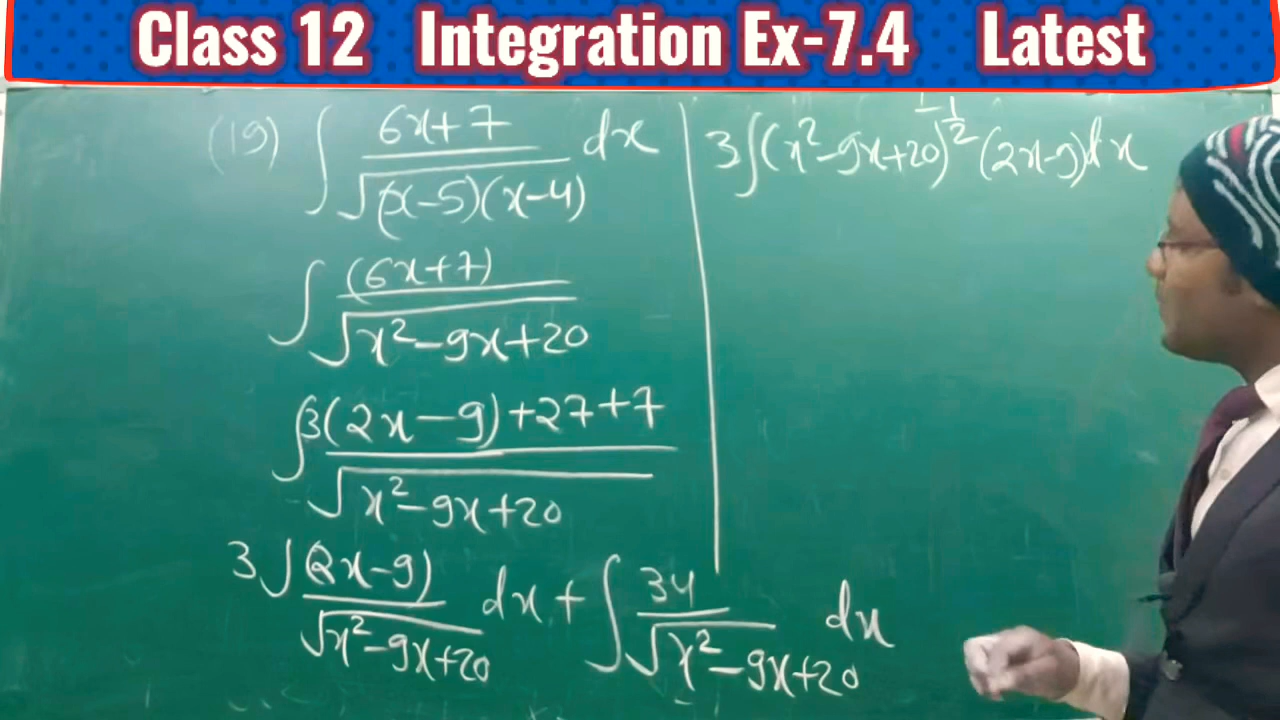 Class 12 Integration Ex-7.4 Latest
(19) ∫ 6x+7 / √(x-5)(x-4) dx
∫ (6x+7) / √x²-9x+20
∫ 3(2x-9)+27+7 / √x²-9x+20
3∫ (2x-9) / √x²-9x+20 dx + ∫ 34 / √x²-9x+20 dx
3∫(x²-9x+20)^-1/2 (2x-9)dx